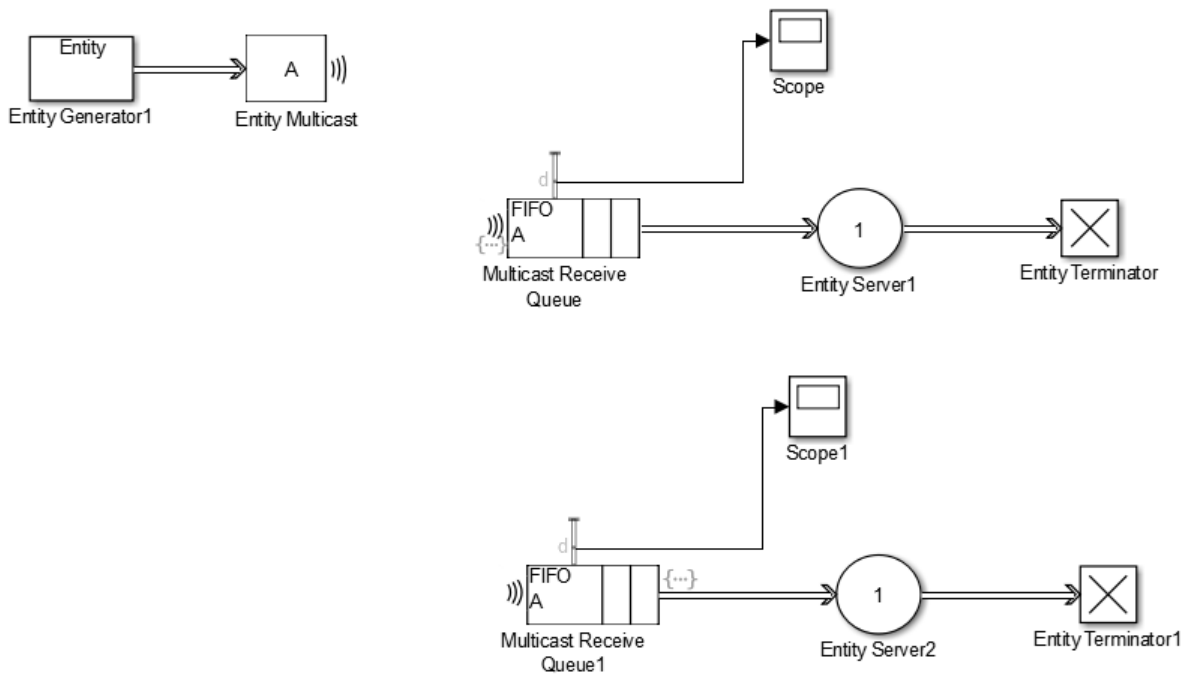 Entity
A
Entity Generator1
Entity Multicast
Scope
d
FIFO
A
{...}
1
Multicast Receive
Queue
Entity Server1
Entity Terminator
Scope1
d
FIFO
A
{...}
1
Multicast Receive
Queue1
Entity Server2
Entity Terminator1